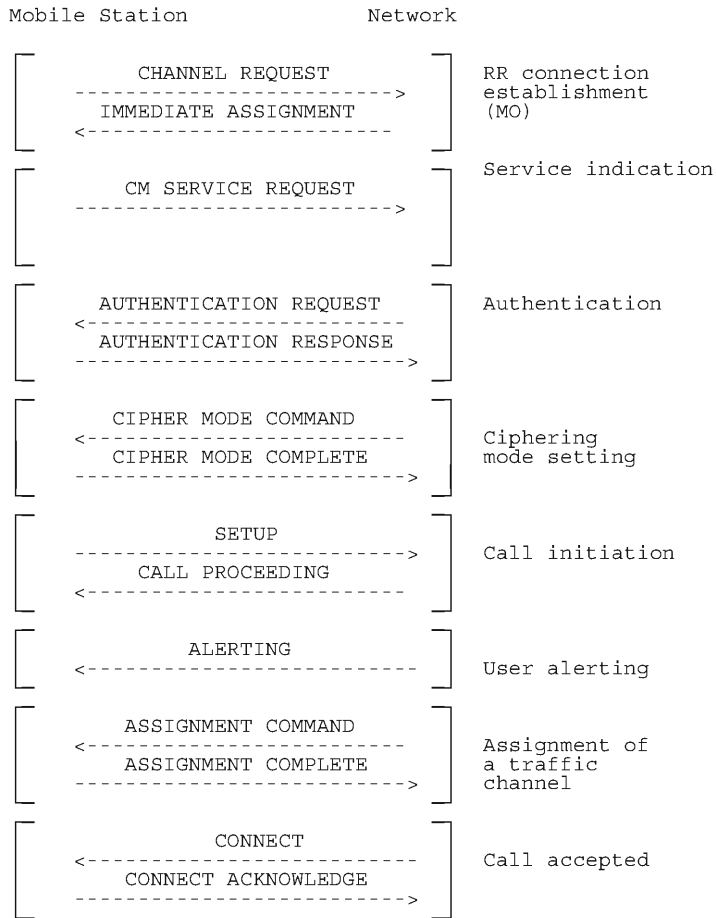 Mobile Station Network
CHANNEL REQUEST
RR connection
establishment
IMMEDIATE ASSIGNMENT
(MO)
Service indication
CM SERVICE REQUEST
AUTHENTICATION REQUEST
Authentication
AUTHENTICATION RESPONSE
CIPHER MODE COMMAND
Ciphering
CIPHER MODE COMPLETE
mode setting
SETUP
Call initiation
CALL PROCEEDING
ALERTING
User alerting
ASSIGNMENT COMMAND
Assignment of
ASSIGNMENT COMPLETE
a traffic
channel
CONNECT
Call accepted
CONNECT ACKNOWLEDGE